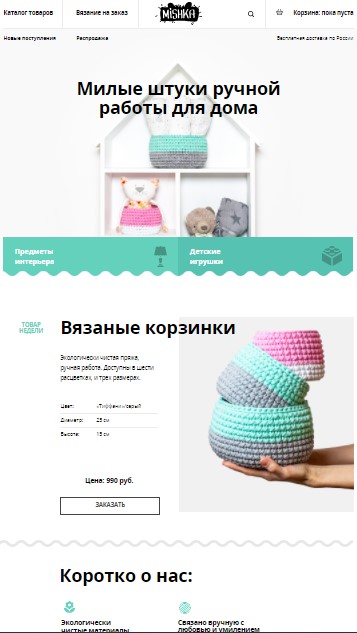 Каталог товаров
Вязание на заказ
MiSHKA
Корзина: пока пуста
Новые поступления
Распродажа
Бесплатная доставка по России
Милые штуки ручной
работы для дома
Предметы
интерьера
Детские
игрушки
ТОВАР
НЕДЕЛИ
Вязаные корзинки
Экологически чистая пряжа,
ручная работа. Доступны в шести
расцветках, и трех размерах.
Цвет: «Тиффани»/серый
Диаметр: 25 см
Высота: 15 см
Цена: 990 руб.
ЗАКАЗАТЬ
Коротко о нас:
Экологически
чистые материалы
Связано вручную с
любовью и умилением